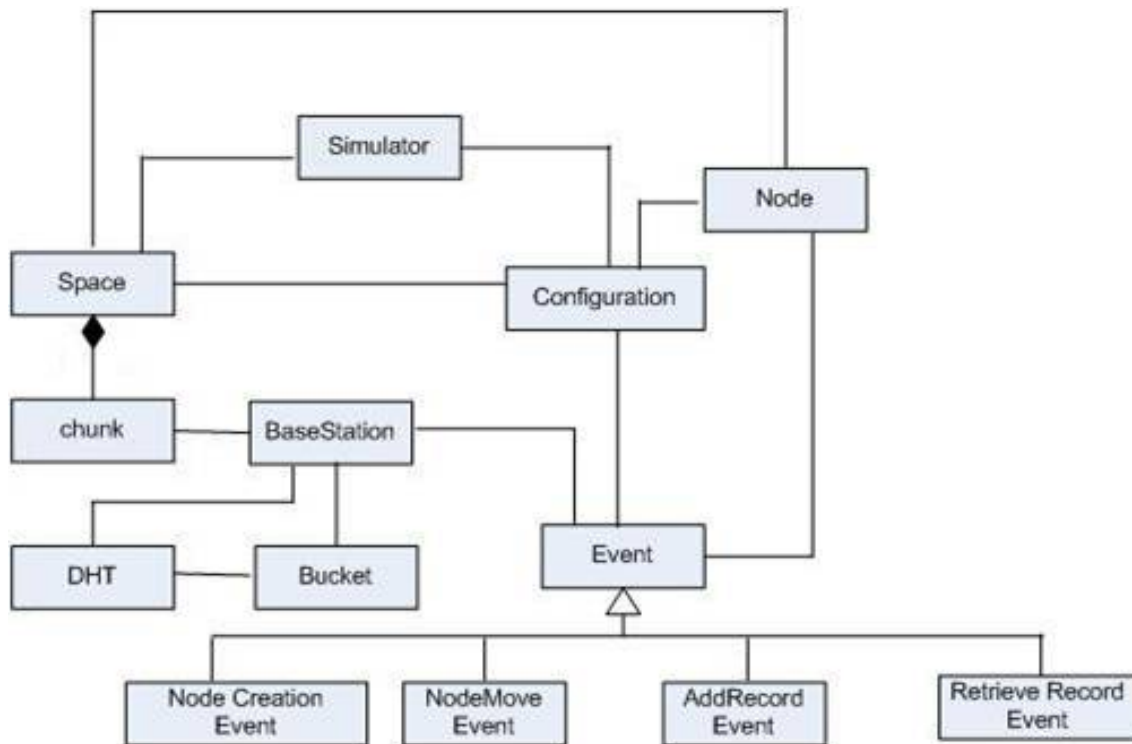 Simulator
Node
Space
Configuration
chunk
BaseStation
DHT
Bucket
Event
Node Creation
Event
NodeMove
Event
AddRecord
Event
Retrieve Record
Event